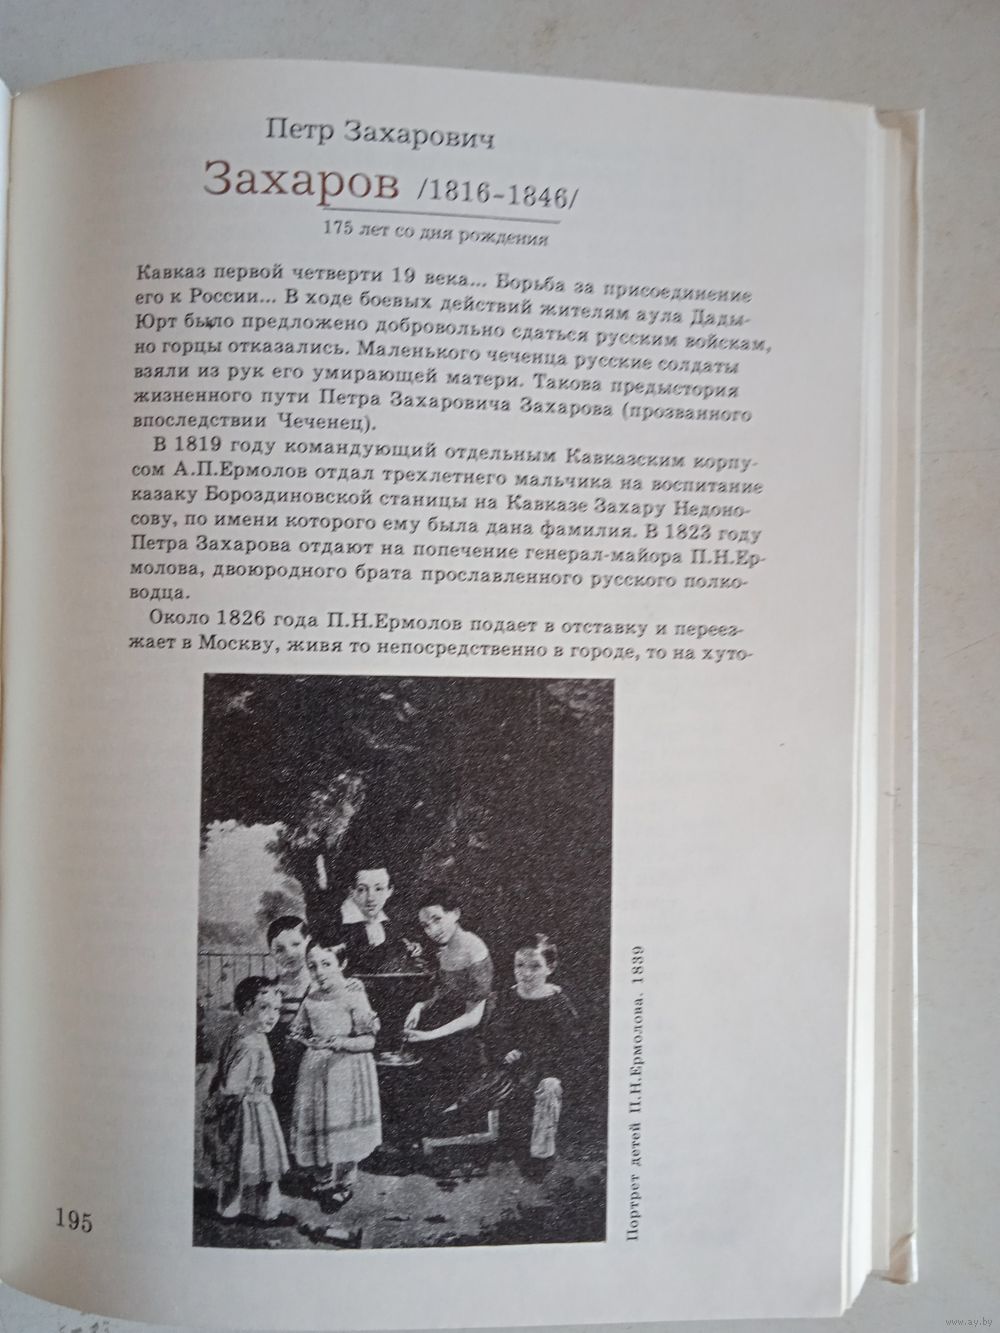 Петр Захарович
Захаров /1816-1846/
175 лет со дня рождения
Кавказ первой четверти 19 века... Борьба за присоединение
его к России... В ходе боевых действий жителям аула Дады-
Юрт было предложено добровольно сдаться русским войскам,
но горцы отказались. Маленького чеченца русские солдаты
взяли из рук его умирающей матери. Такова предыстория
жизненного пути Петра Захаровича Захарова (прозванного
впоследствии Чеченец).
В 1819 году командующий отдельным Кавказским корпу-
сом А.П.Ермолов отдал трехлетнего мальчика на воспитание
казаку Бороздиновской станицы на Кавказе Захару Недоно-
сову, по имени которого ему была дана фамилия. В 1823 году
Петра Захарова отдают на попечение генерал-майора П.Н.Ер-
молова, двоюродного брата прославленного русского полко-
водца.
Около 1826 года П.Н.Ермолов подает в отставку и переез-
жает в Москву, живя то непосредственно в городе, то на хуто-
Портрет детей П.Н.Ермолова. 1839
195
www.ay.by